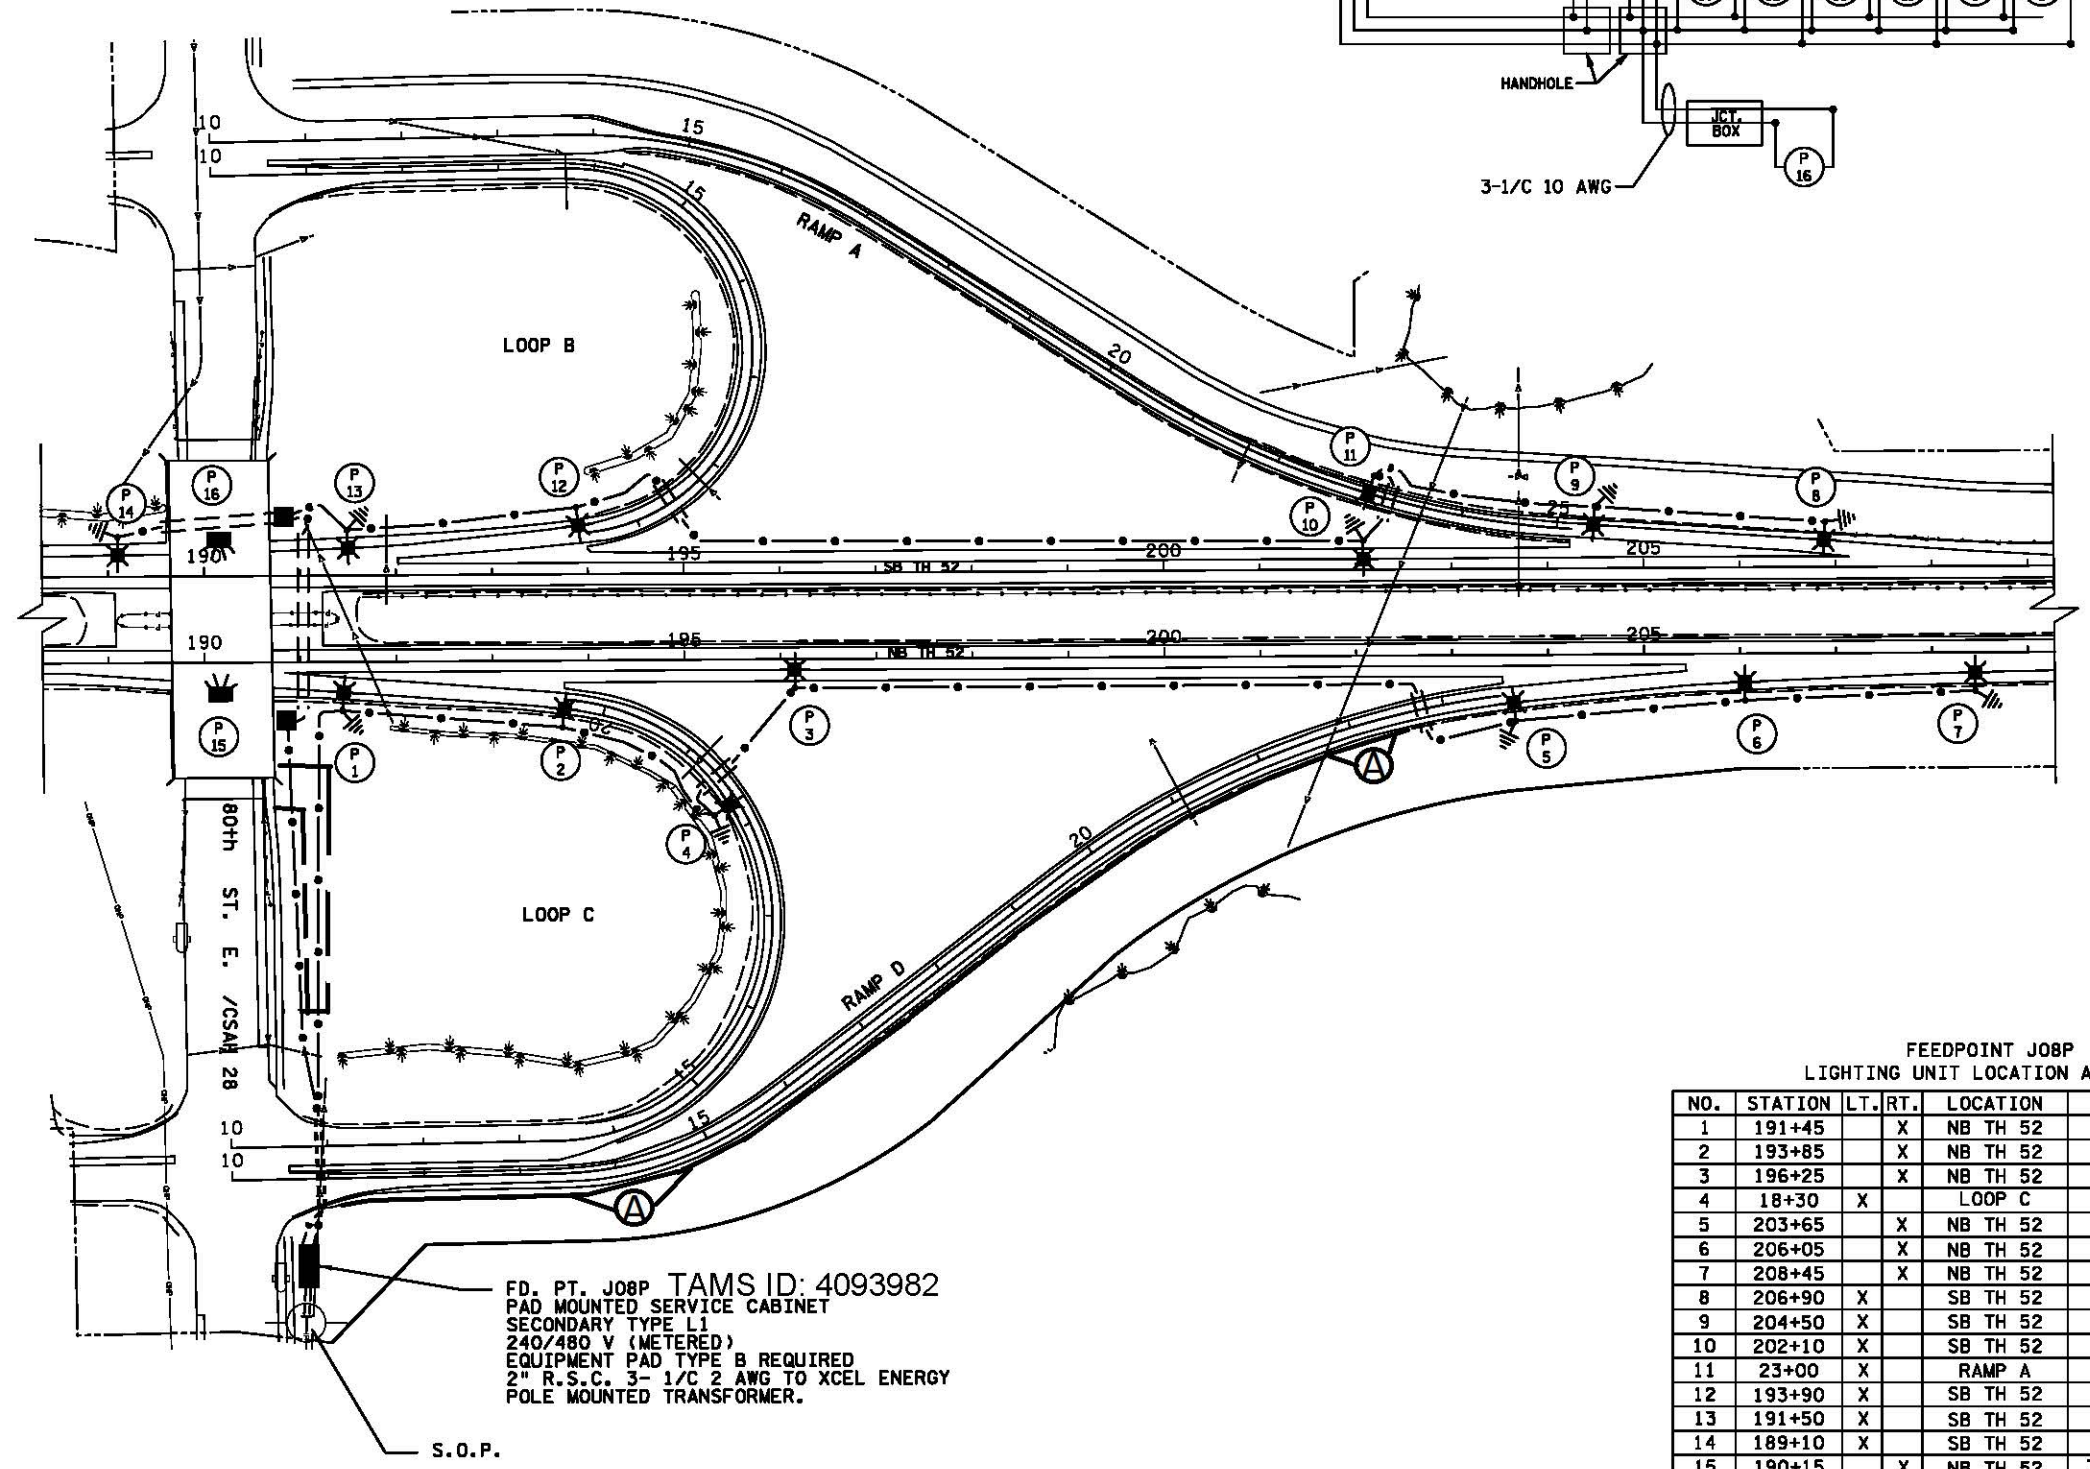 HANDHOLE
JCT.
BOX
P
16
3-1/C 10 AWG
10
15
10
15
RAMP A
LOOP B
20
P
11
P
9
P
8
P
16
P
13
P
12
P
14
P
10
25
190
195
200
205
SB TH 52
190
195
200
205
NB TH 52
P
15
P
1
P
2
20
P
3
P
5
P
6
P
7
A
P
4
20
80th ST. E. /CSAH 28
LOOP C
RAMP D
15
15
10
10
A
FD. PT. J08P TAMS ID: 4093982
PAD MOUNTED SERVICE CABINET
SECONDARY TYPE L1
240/480 V (METERED)
EQUIPMENT PAD TYPE B REQUIRED
2" R.S.C. 3- 1/C 2 AWG TO XCEL ENERGY
POLE MOUNTED TRANSFORMER.
S.O.P.
FEEDPOINT J08P
LIGHTING UNIT LOCATION A
NO. STATION LT. RT. LOCATION
1 191+45 X NB TH 52
2 193+85 X NB TH 52
3 196+25 X NB TH 52
4 18+30 X LOOP C
5 203+65 X NB TH 52
6 206+05 X NB TH 52
7 208+45 X NB TH 52
8 206+90 X SB TH 52
9 204+50 X SB TH 52
10 202+10 X SB TH 52
11 23+00 X RAMP A
12 193+90 X SB TH 52
13 191+50 X SB TH 52
14 189+10 X SB TH 52
15 190+15 X NB TH 52